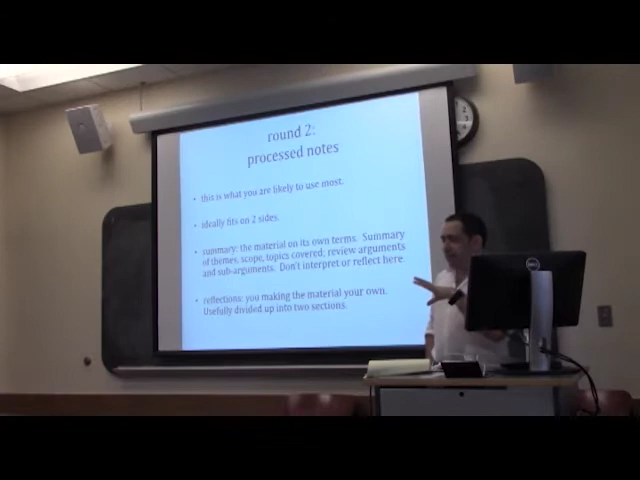 round 2:
processed notes
• this is what you are likely to use most.
• ideally fits on 2 sides.
• summary: the material on its own terms. Summary
of themes, scope, topics covered; review arguments
and sub-arguments. Don't interpret or reflect here.
• reflections: you making the material your own.
Usefully divided up into two sections.
DELL